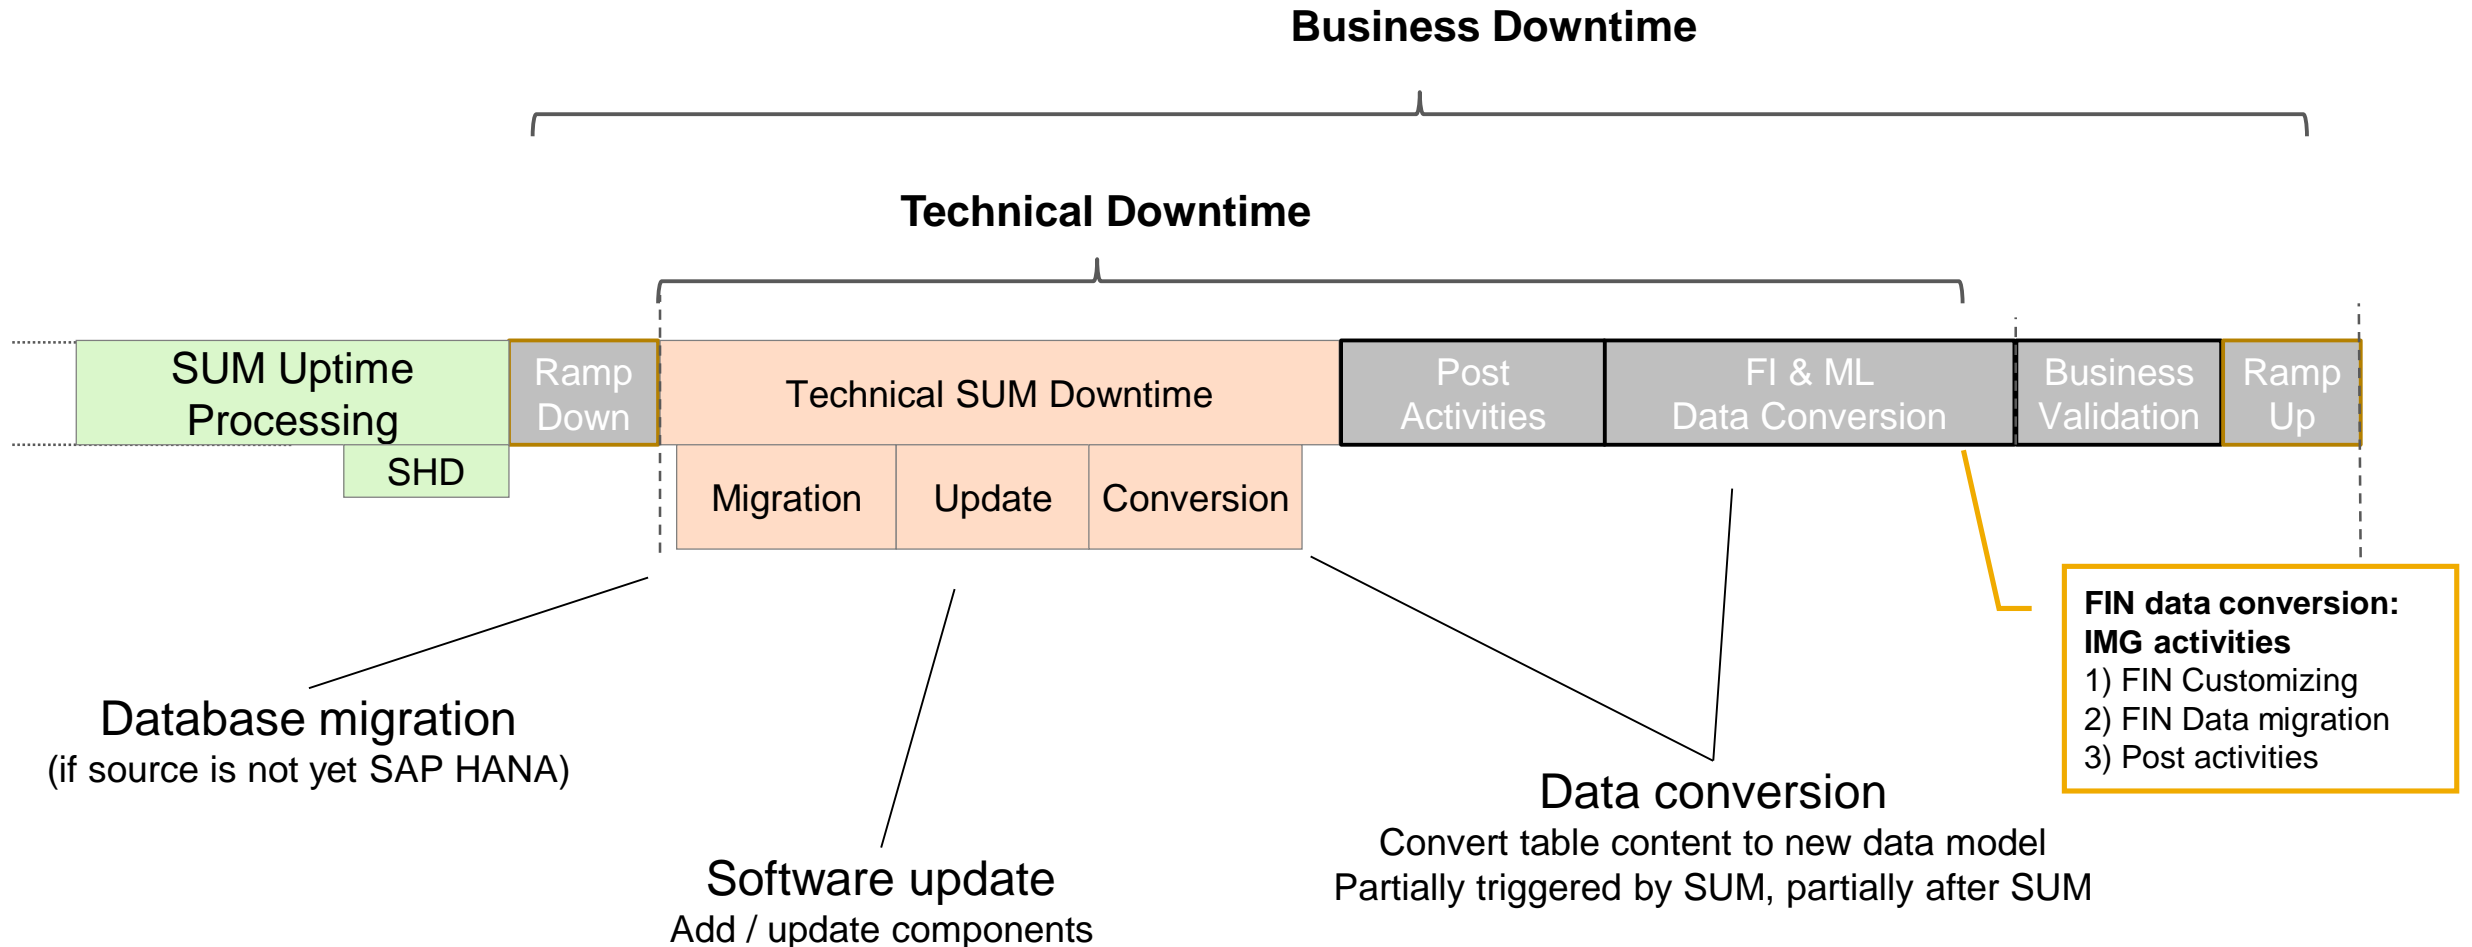 Business Downtime
Technical Downtime
SUM Uptime
Processing
Ramp
Down
Technical SUM Downtime
Post
Activities
FI & ML
Data Conversion
Business
Validation
Ramp
Up
SHD
Migration
Update
Conversion
FIN data conversion:
IMG activities
1) FIN Customizing
2) FIN Data migration
3) Post activities
Database migration
(if source is not yet SAP HANA)
Data conversion
Convert table content to new data model
Partially triggered by SUM, partially after SUM
Software update
Add / update components